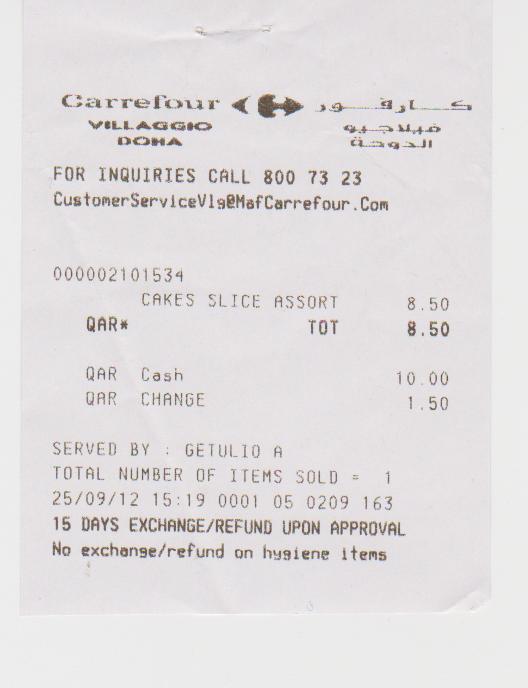 Carrefour كارفور
VILLAGGIO فيلاجيو
DOHA الدوحة
FOR INQUIRIES CALL 800 73 23
CustomerServiceVlg@MafCarrefour.Com
000002101534
CAKES SLICE ASSORT 8.50
QAR* TOT 8.50
QAR Cash 10.00
QAR CHANGE 1.50
SERVED BY : GETULIO A
TOTAL NUMBER OF ITEMS SOLD = 1
25/09/12 15:19 0001 05 0209 163
15 DAYS EXCHANGE/REFUND UPON APPROVAL
No exchange/refund on hygiene items